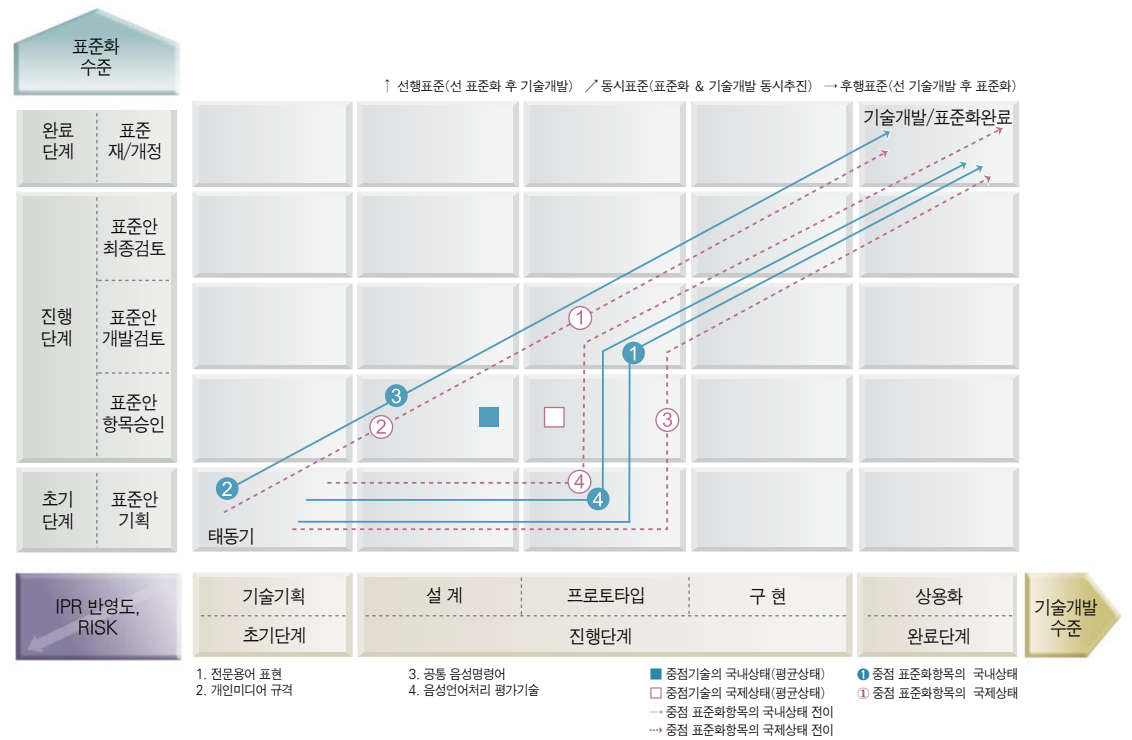 표준화
수준
↑ 선행표준(선 표준화 후 기술개발) ↗ 동시표준(표준화 & 기술개발 동시추진) → 후행표준(선 기술개발 후 표준화)
완료
단계
표준
재/개정
기술개발/표준화완료
진행
단계
표준안
최종검토
표준안
개발검토
표준안
항목승인
①
1
3
②
③
④
2
4
초기
단계
표준안
기획
태동기
IPR 반영도,
RISK
기술기획
설 계
프로토타입
구 현
상용화
초기단계
진행단계
완료단계
기술개발
수준
1. 전문용어 표현
2. 개인미디어 규격
3. 공통 음성명령어
4. 음성언어처리 평가기술
중점기술의 국내상태(평균상태)
중점기술의 국제상태(평균상태)
중점 표준화항목의 국내상태 전이
중점 표준화항목의 국제상태 전이
❶ 중점 표준화항목의 국내상태
① 중점 표준화항목의 국제상태